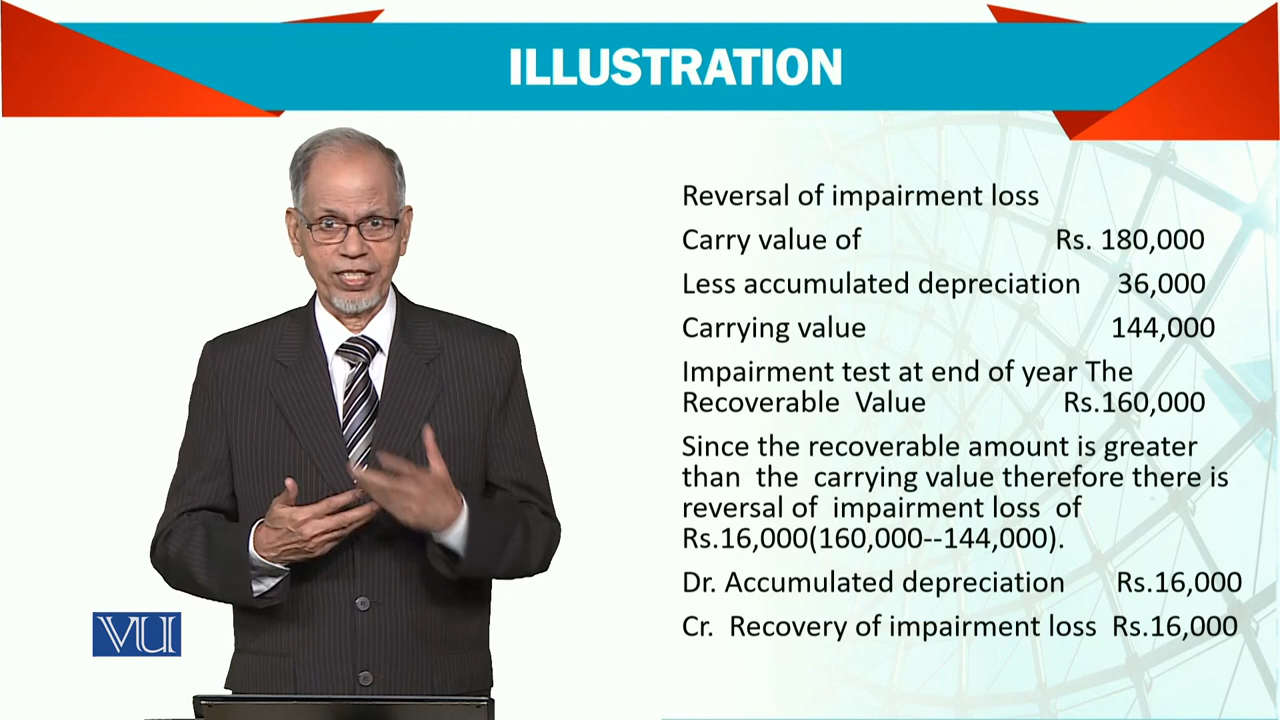 ILLUSTRATION
Reversal of impairment loss
Carry value of Rs. 180,000
Less accumulated depreciation 36,000
Carrying value 144,000
Impairment test at end of year The
Recoverable Value Rs.160,000
Since the recoverable amount is greater
than the carrying value therefore there is
reversal of impairment loss of
Rs.16,000(160,000--144,000).
Dr. Accumulated depreciation Rs.16,000
Cr. Recovery of impairment loss Rs.16,000
VU